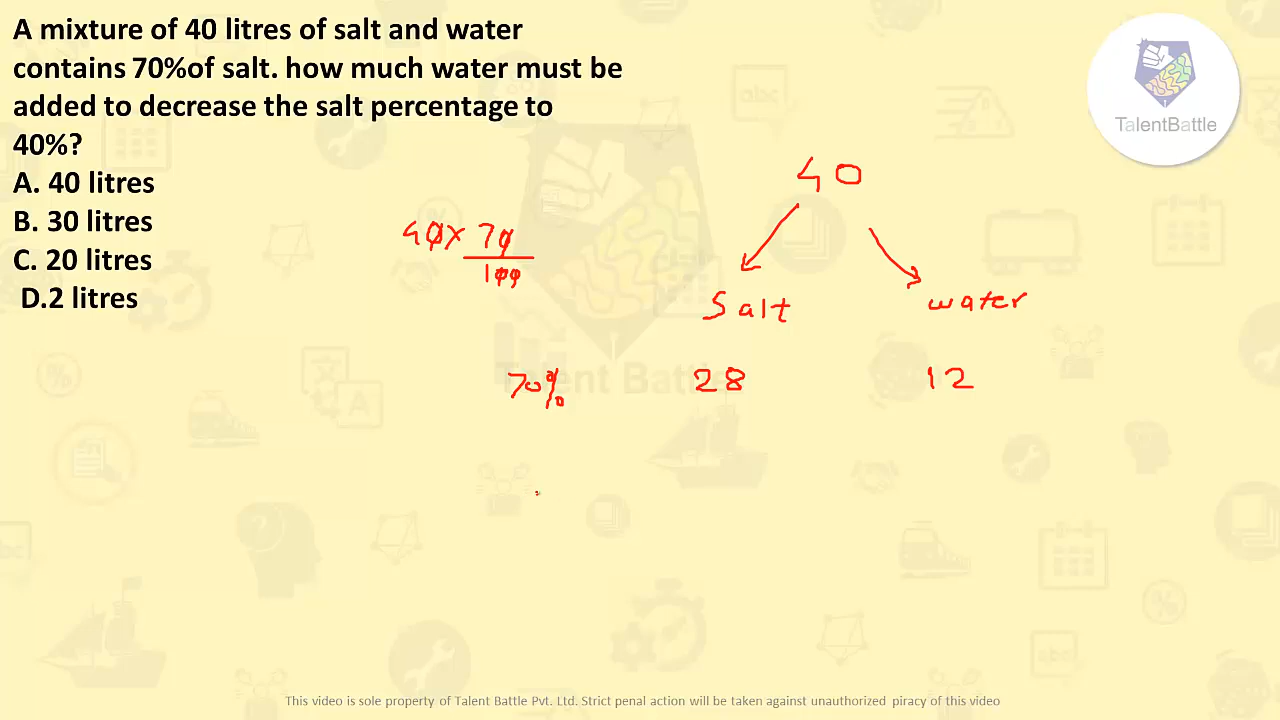 A mixture of 40 litres of salt and water
contains 70%of salt. how much water must be
added to decrease the salt percentage to
40%?
A. 40 litres
B. 30 litres
C. 20 litres
D.2 litres
TalentBattle
40
40 x 70
100
Salt
water
70%
28
12
Talent Battle
This video is sole property of Talent Battle Pvt. Ltd. Strict penal action will be taken against unauthorized piracy of this video